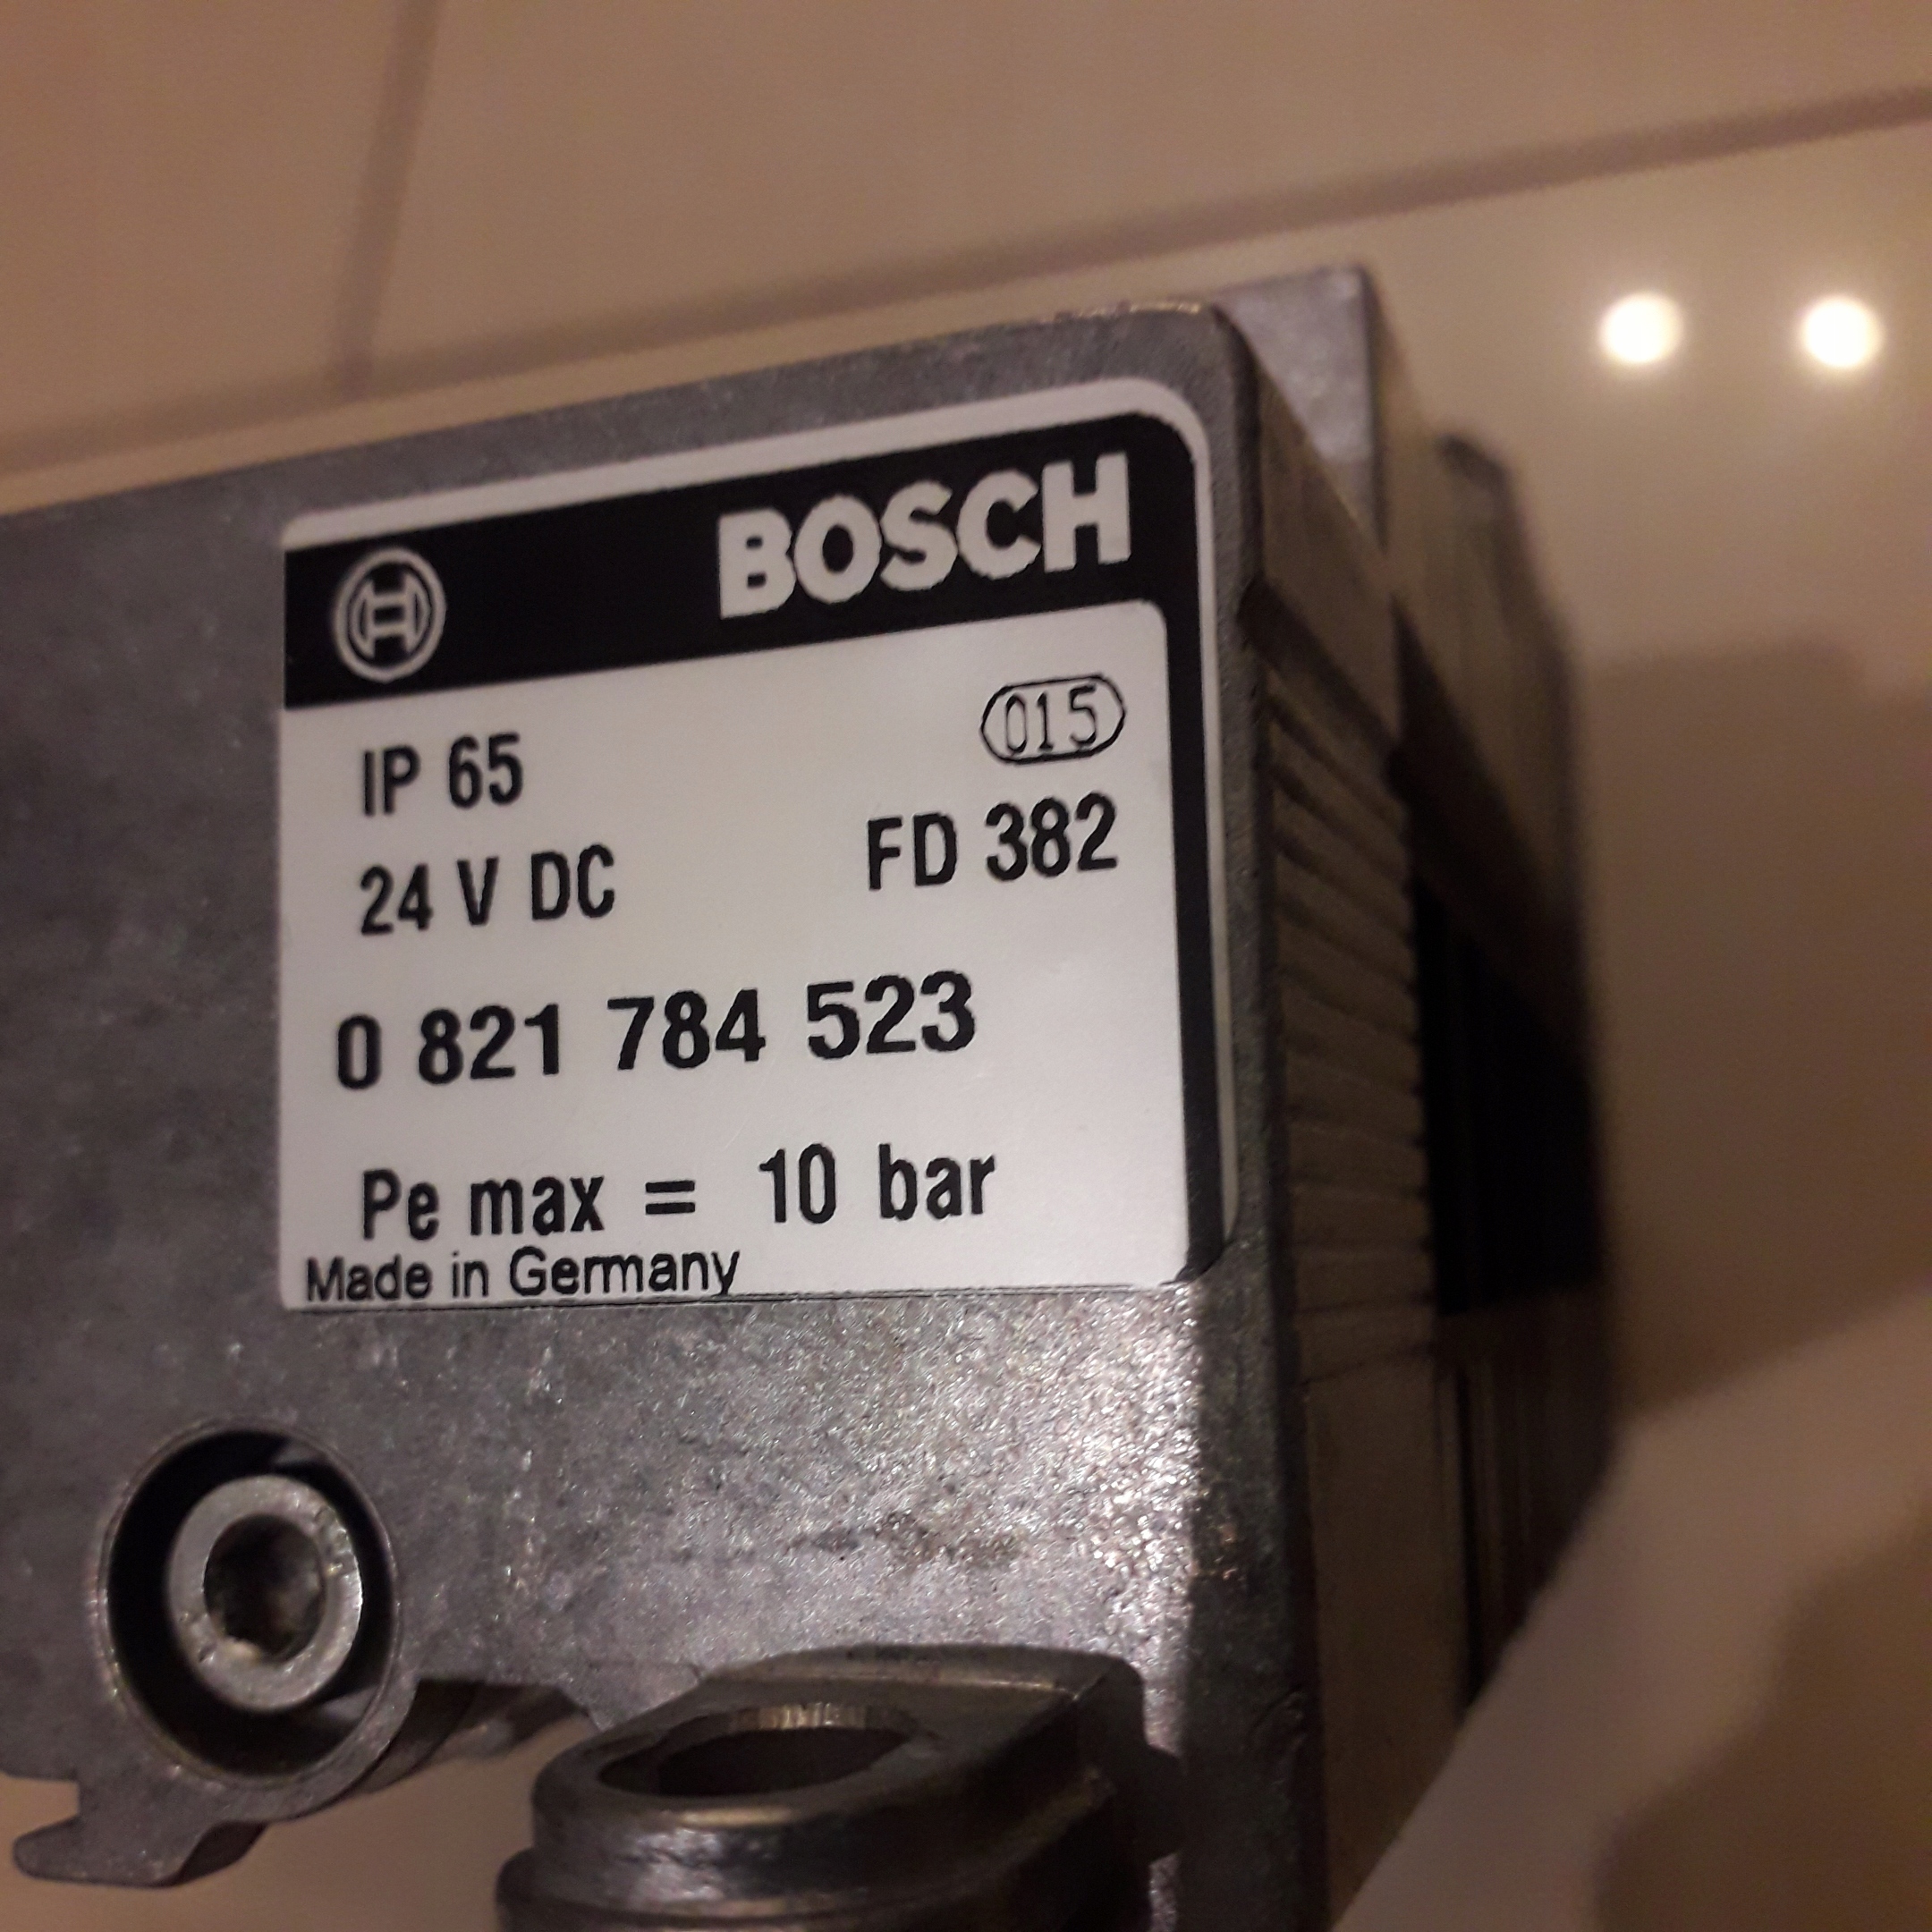 BOSCH
IP 65
015
24 V DC
FD 382
0 821 784 523
Pe max = 10 bar
Made in Germany